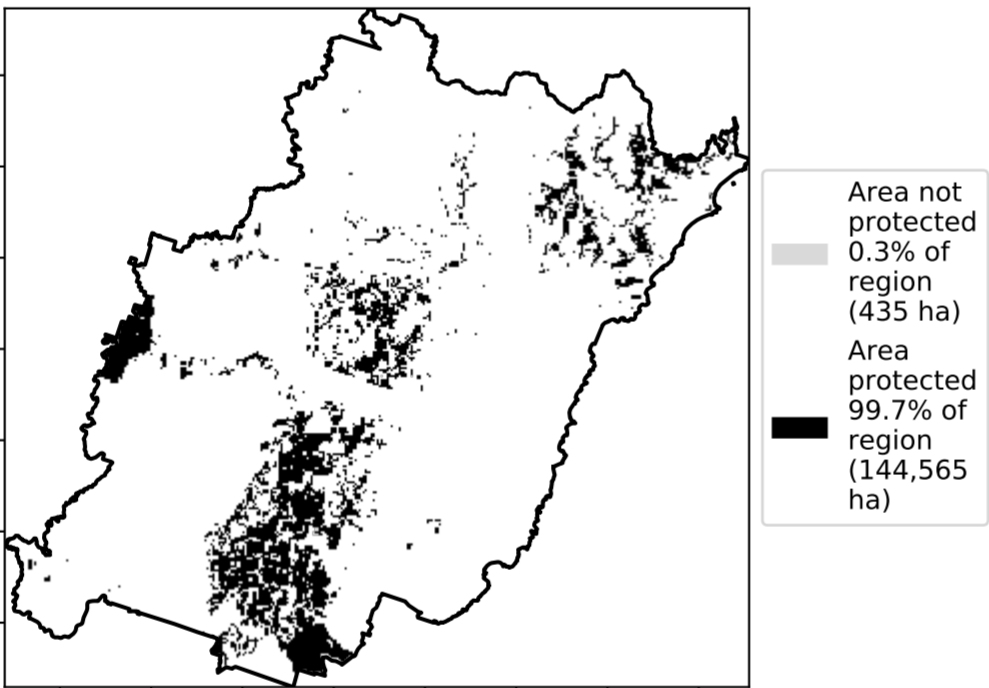 Area not
protected
0.3% of
region
(435 ha)
Area
protected
99.7% of
region
(144,565
ha)